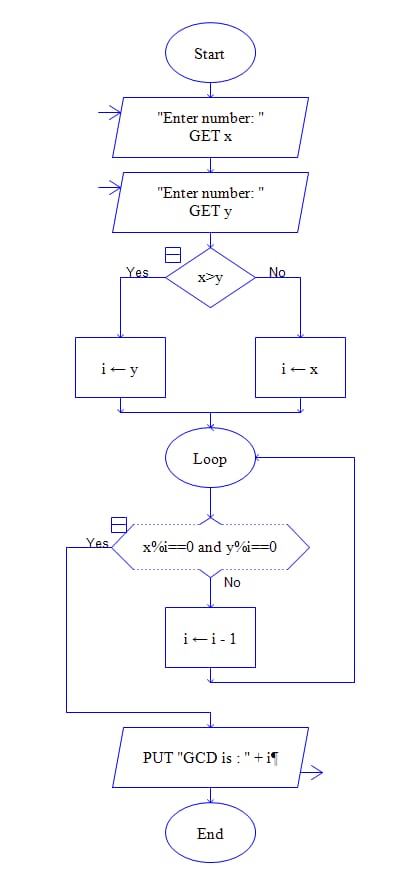 Start
"Enter number: "
GET x
"Enter number: "
GET y
x>y
Yes
No
i ← y
i ← x
Loop
x%i==0 and y%i==0
Yes
No
i ← i - 1
PUT "GCD is : " + i¶
End